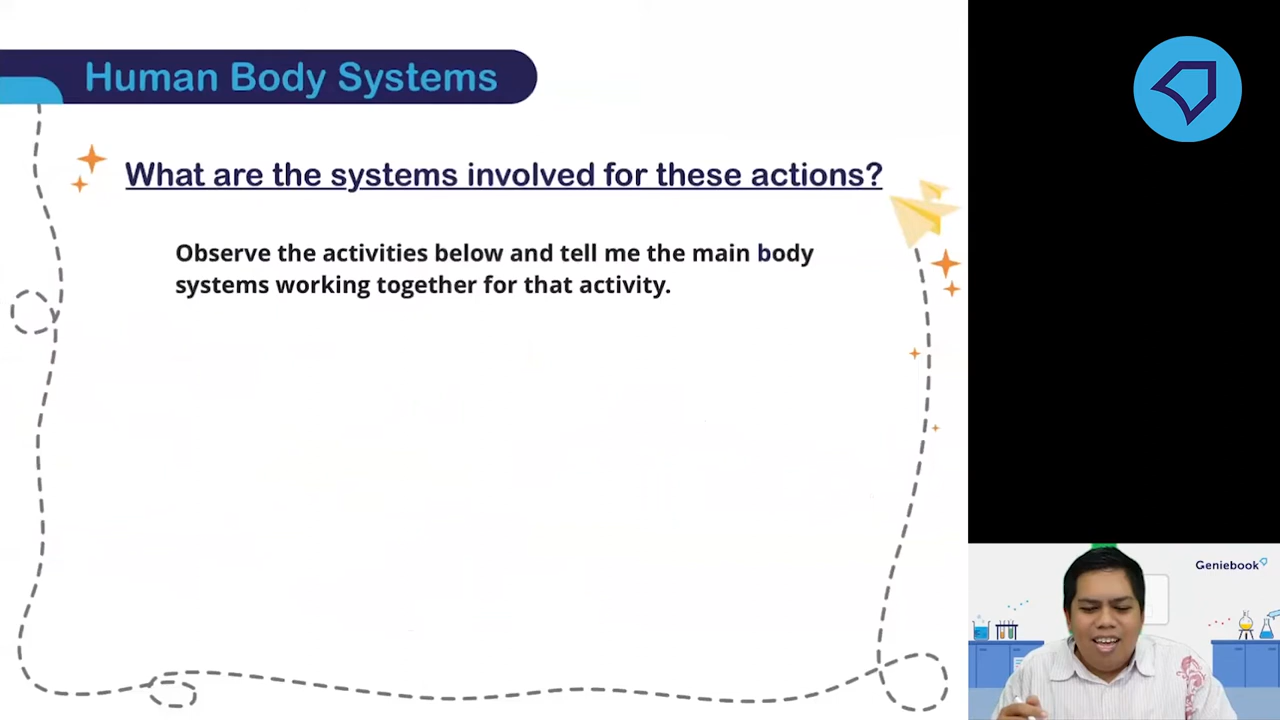 Human Body Systems
What are the systems involved for these actions?
Observe the activities below and tell me the main body
systems working together for that activity.
Geniebook